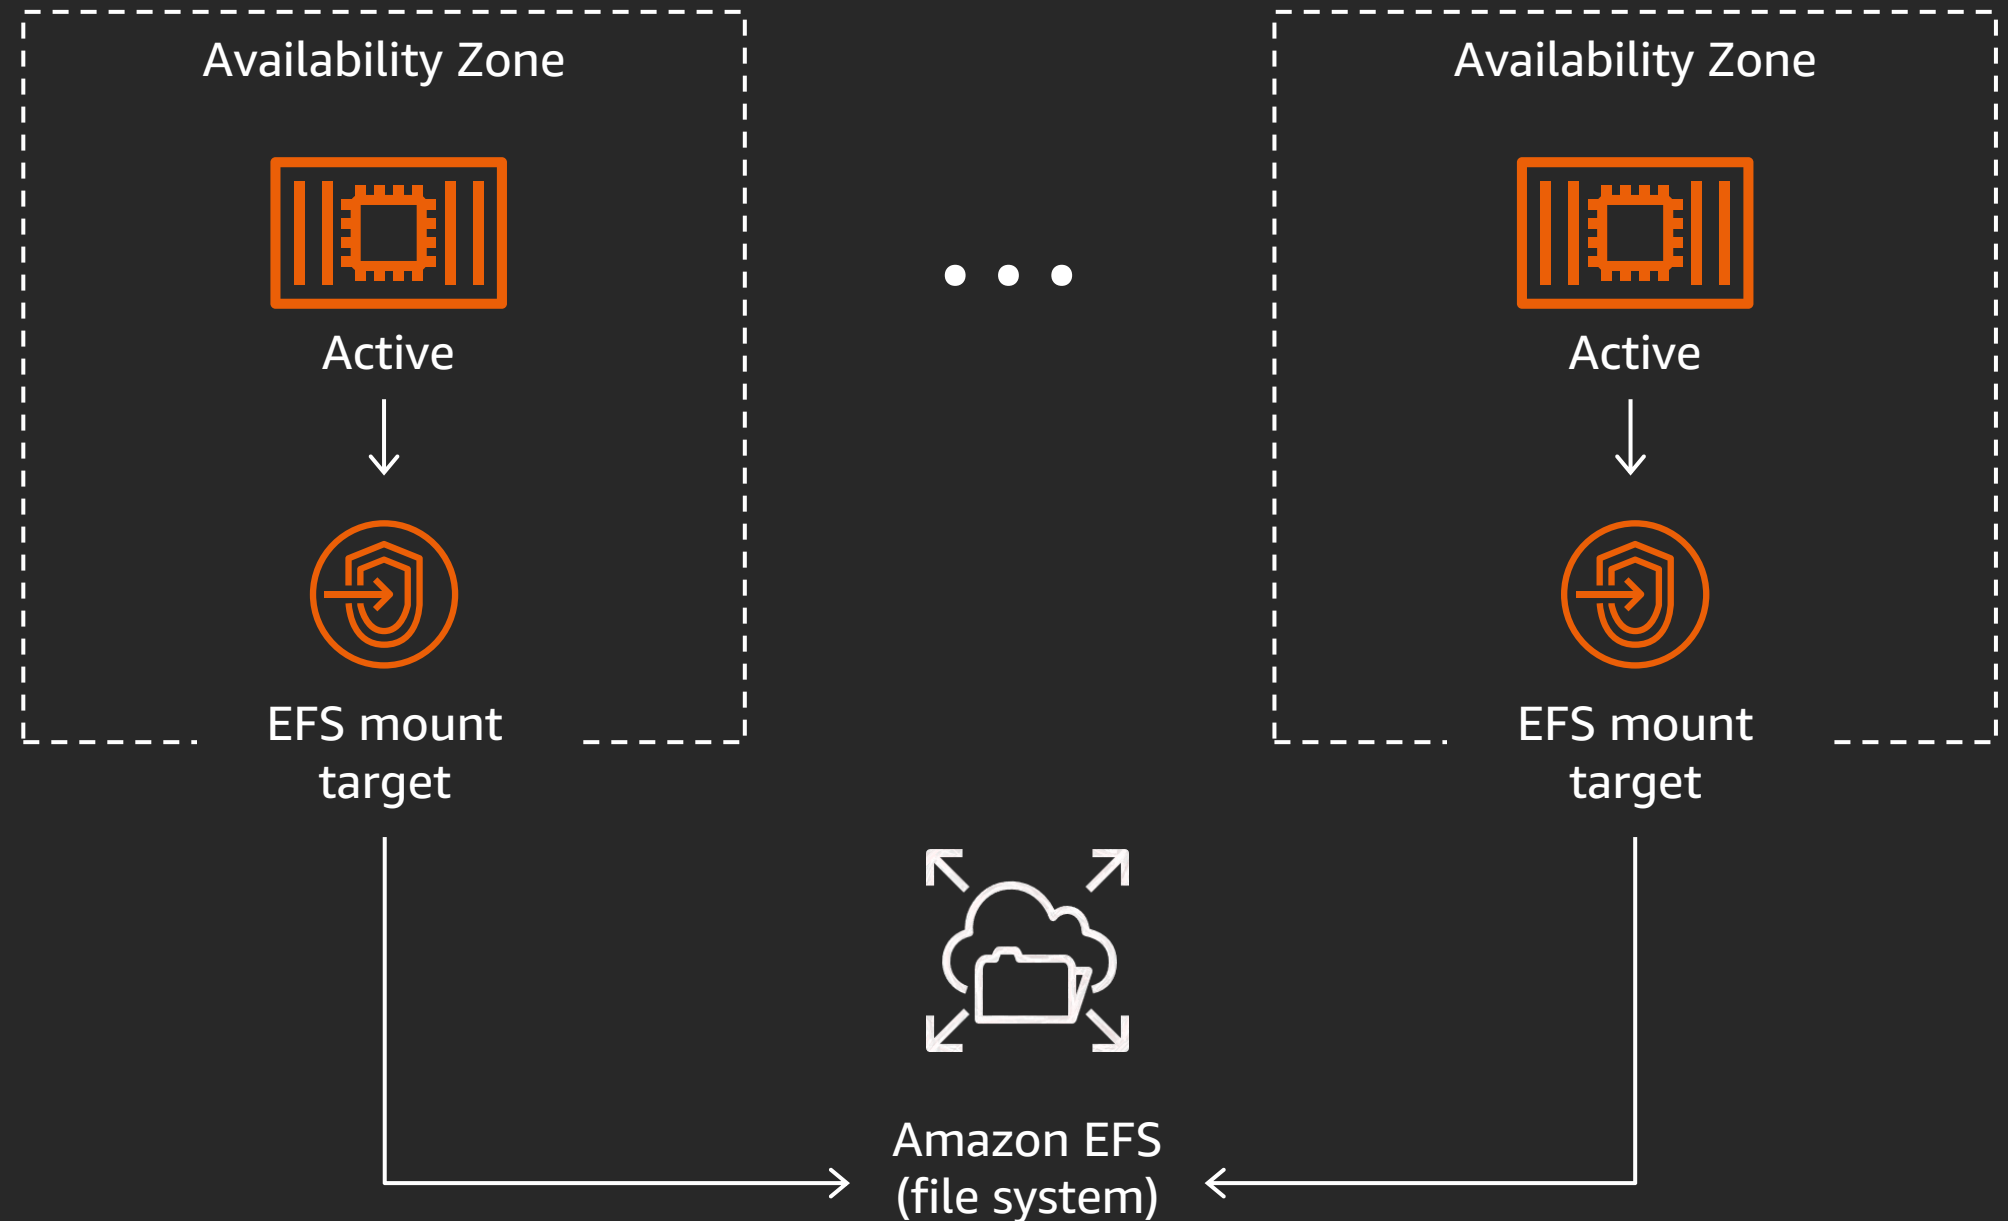 Availability Zone
Availability Zone
Active
Active
EFS mount
target
EFS mount
target
Amazon EFS
(file system)